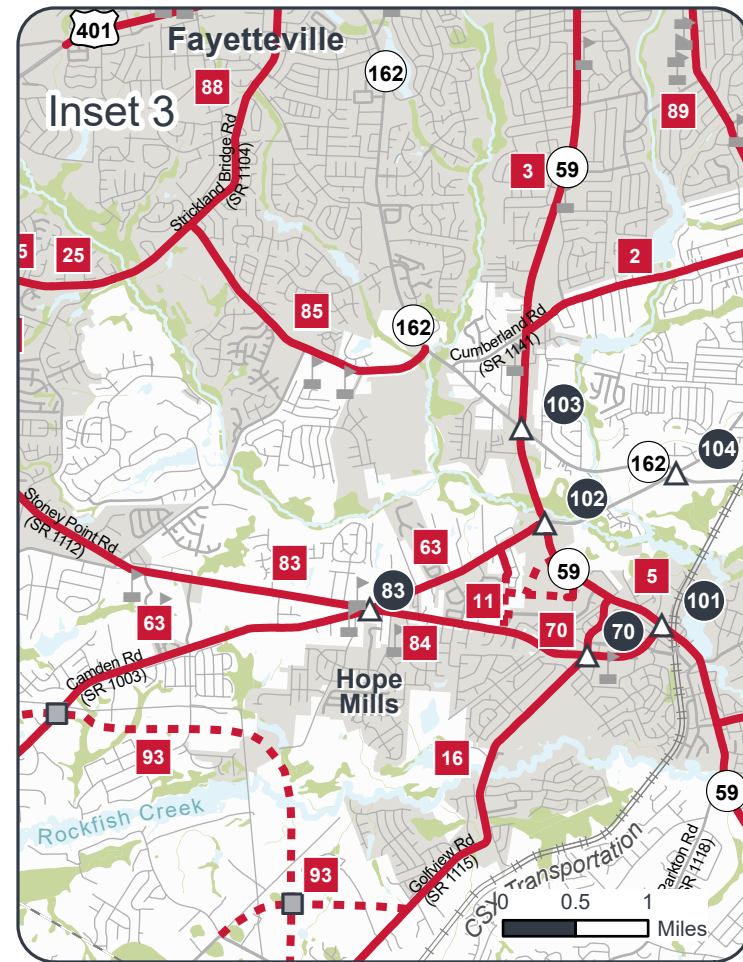 401
Fayetteville
162
88
89
Inset 3
Strickland Bridge Rd
(SR 1104)
3
59
5
25
2
85
162
Cumberland Rd
(SR 1141)
103
104
162
102
Stoney Point Rd
(SR 1112)
83
63
59
5
83
11
101
63
84
70
70
Camden Rd
(SR 1003)
Hope
Mills
93
16
59
Rockfish Creek
Golfview Rd
(SR 1115)
CSX Transportation
Parkton Rd
(SR 1118)
93
0 0.5 1
Miles